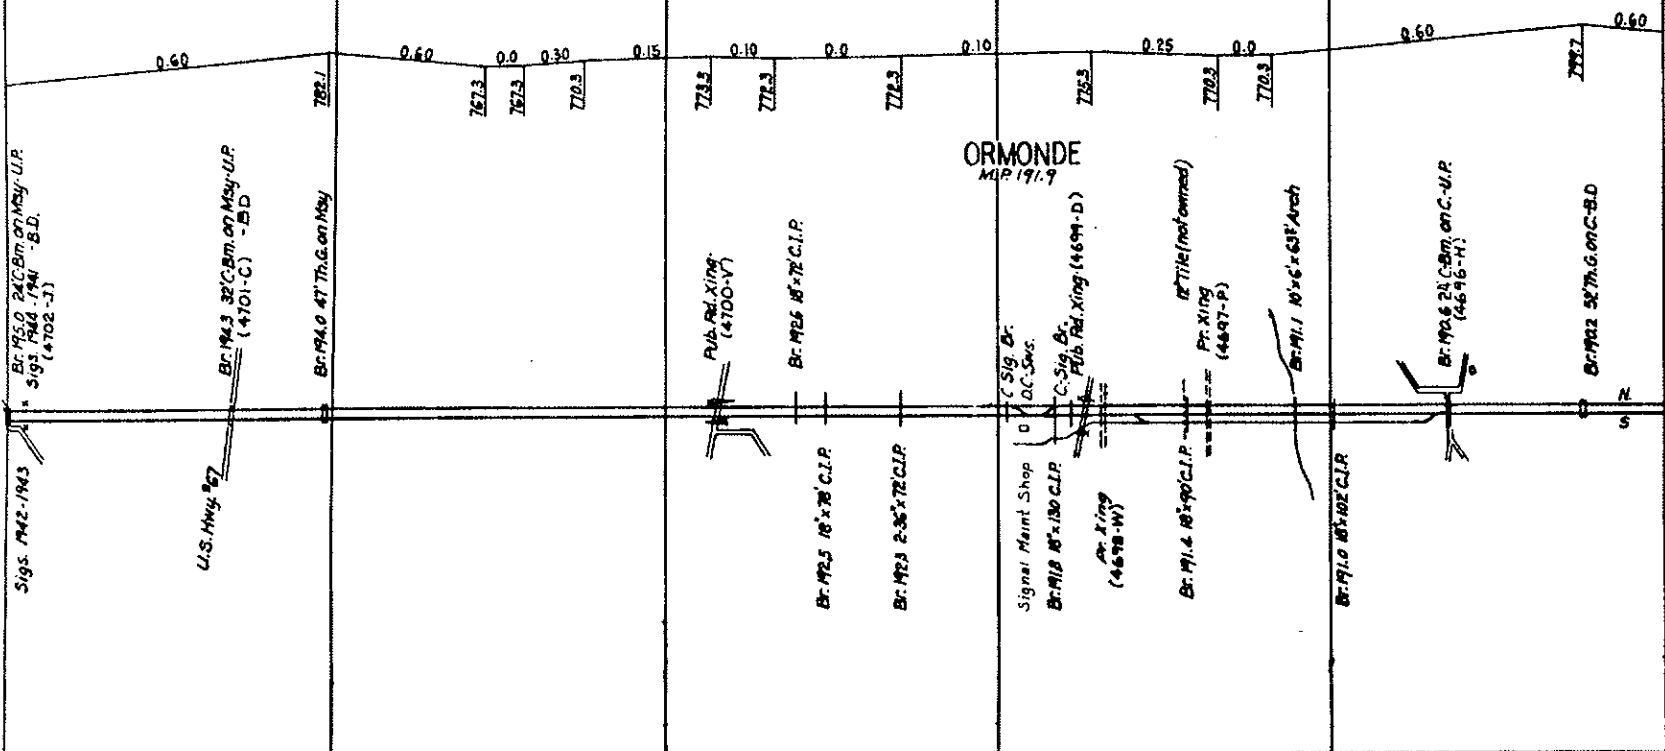 0.60
0.60
0.0
0.30
0.15
0.10
0.0
0.10
0.25
0.0
0.60
0.60
782.1
767.3
767.3
770.3
773.3
772.3
772.3
775.3
770.3
770.3
799.7
ORMONDE
M.P. 191.9
Br. 195.0 24' C-Bm. on Msy-U.P.
Sigs. 1944-1941 -B.D.
(4702-J)
Br. 194.3 32' C-Bm. on Msy-U.P.
(4701-C) -BD
Br. 194.0 47' Th.G. on Msy
Pub. Rd. Xing-
(4700-V)
Br. 192.6 18"x72' C.I.P.
C Sig. Br.
D.C. Sws.
C-Sig. Br.
Pub. Rd. Xing. (4699-D)
12" Tile (not owned)
Pr. Xing
(4697-P)
Br. 191.1 10'x6'x63' Arch
Br. 190.6 24' C-Bm. on C.-U.P.
(4696-H)
Br. 190.2 52' Th.G. on C-B.D
N.
S
Sigs. 1942-1943
U.S. Hwy. #67
Br. 192.5 18"x78' C.I.P.
Br. 192.3 2-36"x72' C.I.P.
Signal Maint Shop
Br. 191.8 18"x130 C.I.P.
Pr. Xing
(4698-W)
Br. 191.4 18"x90' C.I.P.
Br. 191.0 18"x102' C.I.P.